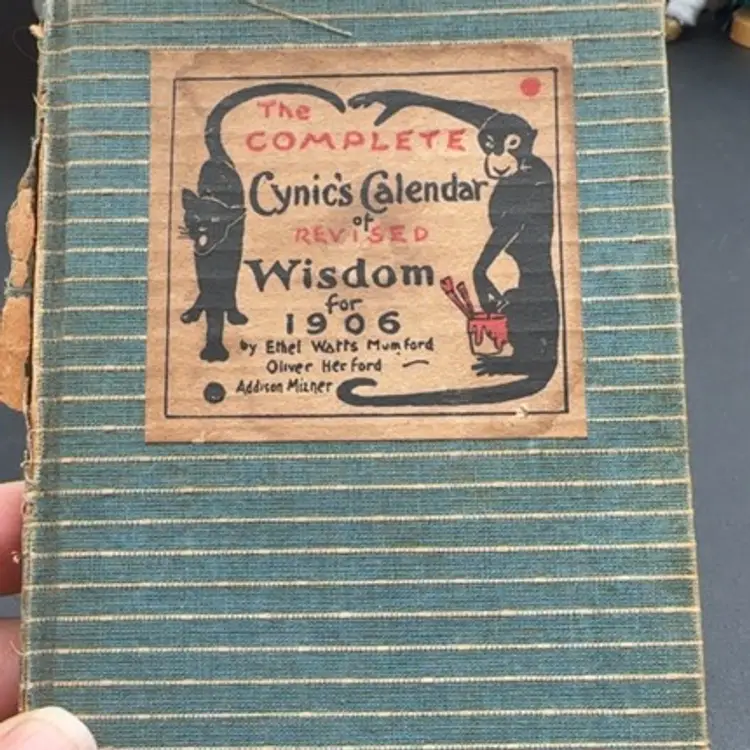 The
COMPLETE
Cynic's Calendar
of
REVISED
Wisdom
for
1906
by Ethel Watts Mumford
Oliver Herford
Addison Mizner